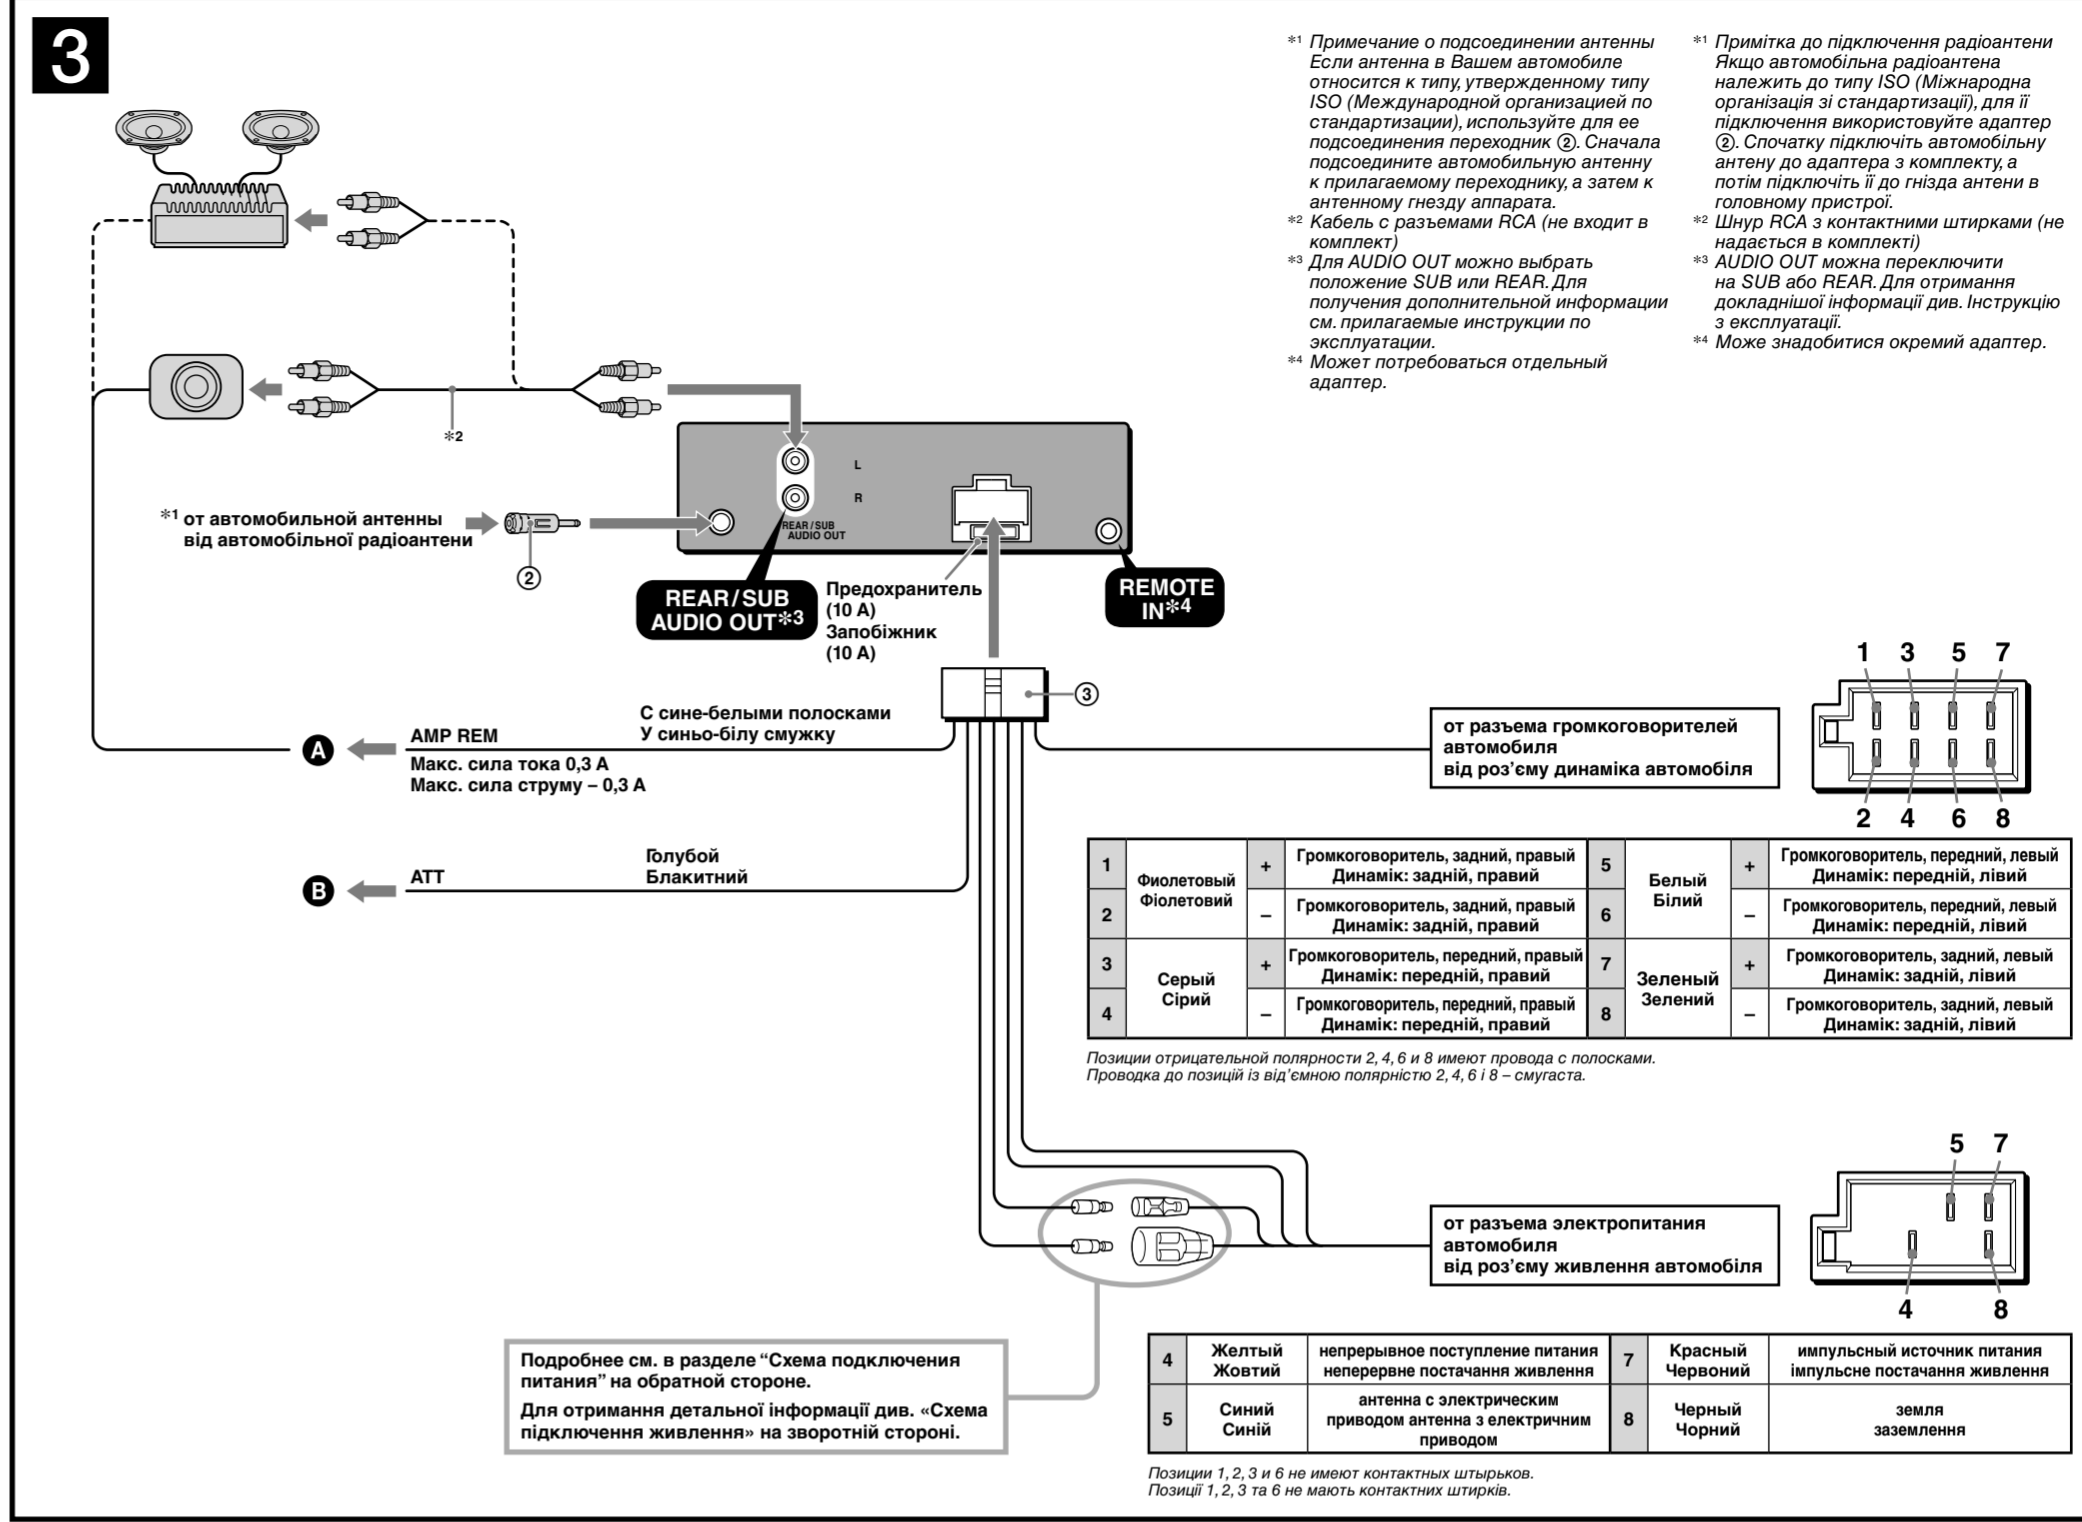 3
*1 Примечание о подсоединении антенны
Если антенна в Вашем автомобиле
относится к типу, утвержденному типу
ISO (Международной организацией по
стандартизации), используйте для ее
подсоединения переходник ②. Сначала
подсоедините автомобильную антенну
к прилагаемому переходнику, а затем к
антенному гнезду аппарата.
*2 Кабель с разъемами RCA (не входит в
комплект)
*3 Для AUDIO OUT можно выбрать
положение SUB или REAR. Для
получения дополнительной информации
см. прилагаемые инструкции по
эксплуатации.
*4 Может потребоваться отдельный
адаптер.
*1 Примітка до підключення радіоантени
Якщо автомобільна радіоантена
належить до типу ISO (Міжнародна
організація зі стандартизації), для її
підключення використовуйте адаптер
②. Спочатку підключіть автомобільну
антену до адаптера з комплекту, а
потім підключіть її до гнізда антени в
головному пристрої.
*2 Шнур RCA з контактними штирками (не
надається в комплекті)
*3 AUDIO OUT можна переключити
на SUB або REAR. Для отримання
докладнішої інформації див. Інструкцію
з експлуатації.
*4 Може знадобитися окремий адаптер.
*2
L
R
REAR / SUB
AUDIO OUT
*1 от автомобильной антенны
від автомобільної радіоантени
②
REAR/SUB
AUDIO OUT*3
Предохранитель
(10 A)
Запобіжник
(10 A)
REMOTE
IN*4
③
С сине-белыми полосками
У синьо-білу смужку
A
AMP REM
Макс. сила тока 0,3 A
Макс. сила струму – 0,3 A
Голубой
Блакитний
B
ATT
от разъема громкоговорителей
автомобиля
від роз’єму динаміка автомобіля
1 3 5 7
2 4 6 8
1 Фиолетовый + Громкоговоритель, задний, правый 5 Белый + Громкоговоритель, передний, левый
Фіолетовий Динамік: задній, правий Білий Динамік: передній, лівий
2 – Громкоговоритель, задний, правый 6 – Громкоговоритель, передний, левый
Динамік: задній, правий Динамік: передній, лівий
3 Серый + Громкоговоритель, передний, правый 7 Зеленый + Громкоговоритель, задний, левый
Сірий Динамік: передній, правий Зелений Динамік: задній, лівий
4 – Громкоговоритель, передний, правый 8 – Громкоговоритель, задний, левый
Динамік: передній, правий Динамік: задній, лівий
Позиции отрицательной полярности 2, 4, 6 и 8 имеют провода с полосками.
Проводка до позицій із від’ємною полярністю 2, 4, 6 і 8 – смугаста.
от разъема электропитания
автомобиля
від роз’єму живлення автомобіля
5 7
4 8
Подробнее см. в разделе “Схема подключения
питания” на обратной стороне.
Для отримання детальної інформації див. «Схема
підключення живлення» на зворотній стороні.
4 Желтый непрерывное поступление питания 7 Красный импульсный источник питания
Жовтий неперервне постачання живлення Червоний імпульсне постачання живлення
5 Синий антенна с электрическим 8 Черный земля
Синій приводом антенна з електричним Чорний заземлення
приводом
Позиции 1, 2, 3 и 6 не имеют контактных штырьков.
Позиції 1, 2, 3 та 6 не мають контактних штирків.